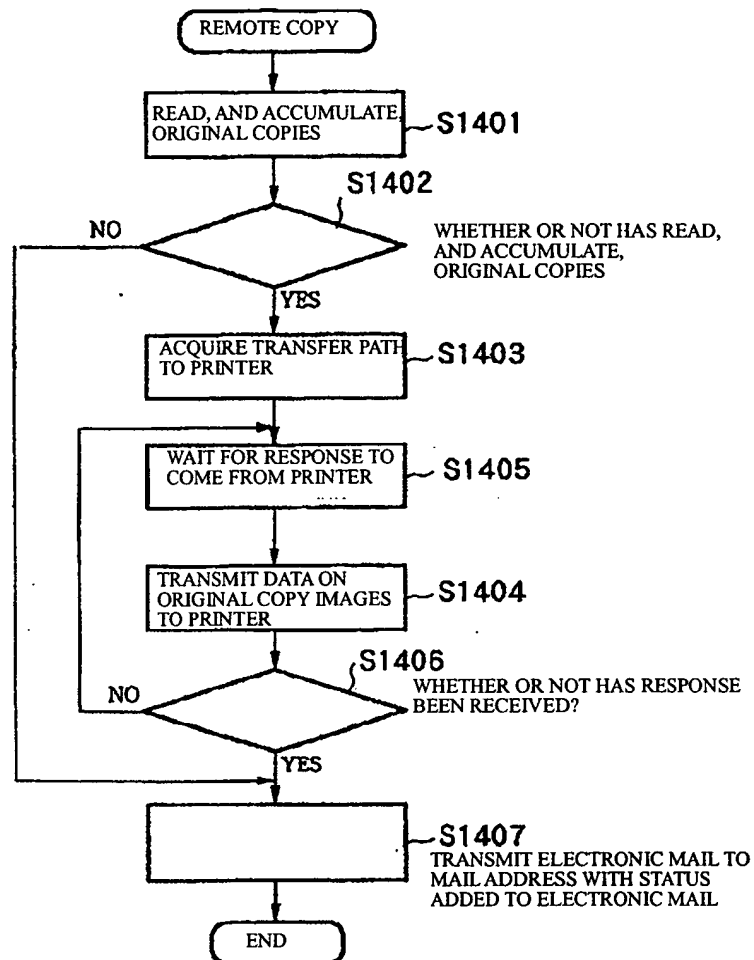 REMOTE COPY
READ, AND ACCUMULATE,
ORIGINAL COPIES
S1401
S1402
NO
WHETHER OR NOT HAS READ,
AND ACCUMULATE,
ORIGINAL COPIES
YES
ACQUIRE TRANSFER PATH
TO PRINTER
S1403
WAIT FOR RESPONSE TO
COME FROM PRINTER
S1405
TRANSMIT DATA ON
ORIGINAL COPY IMAGES
TO PRINTER
S1404
S1406
NO
WHETHER OR NOT HAS RESPONSE
BEEN RECEIVED?
YES
S1407
TRANSMIT ELECTRONIC MAIL TO
MAIL ADDRESS WITH STATUS
ADDED TO ELECTRONIC MAIL
END